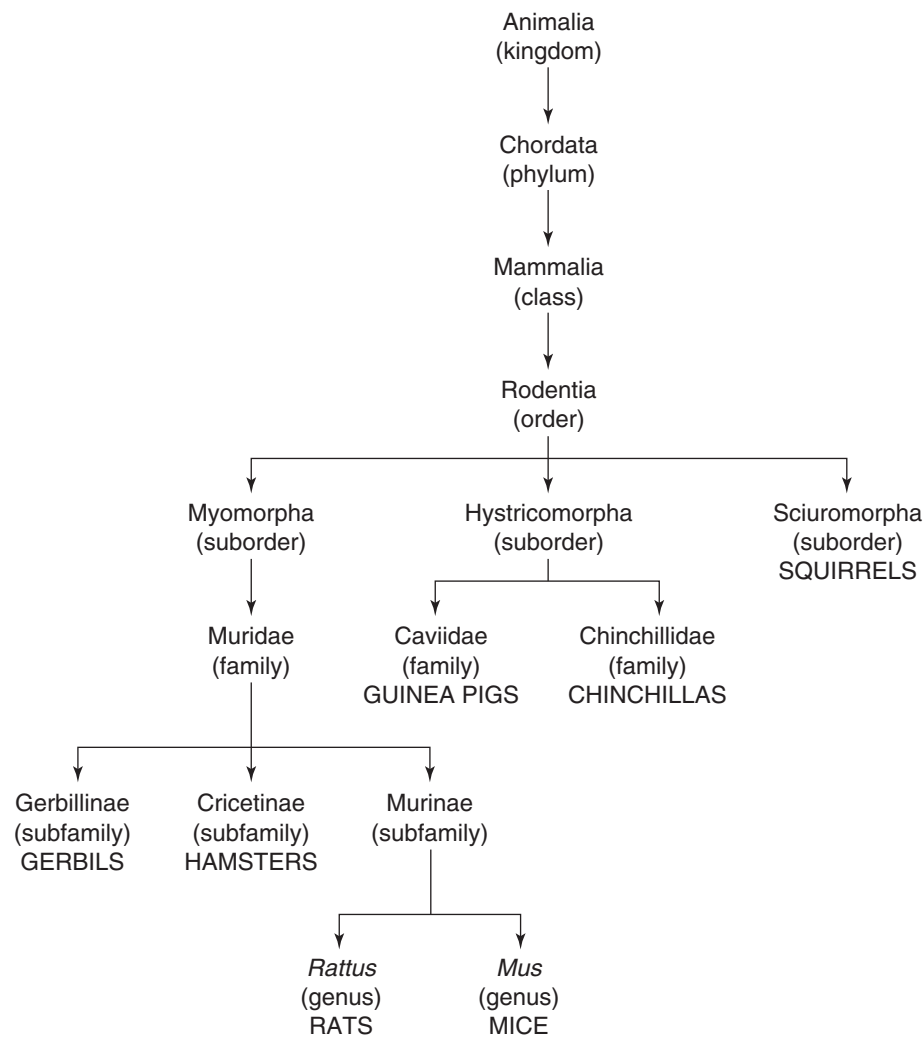 Animalia
(kingdom)
Chordata
(phylum)
Mammalia
(class)
Rodentia
(order)
Myomorpha
(suborder)
Hystricomorpha
(suborder)
Sciuromorpha
(suborder)
SQUIRRELS
Muridae
(family)
Caviidae
(family)
GUINEA PIGS
Chinchillidae
(family)
CHINCHILLAS
Gerbillinae
(subfamily)
GERBILS
Cricetinae
(subfamily)
HAMSTERS
Murinae
(subfamily)
Rattus
(genus)
RATS
Mus
(genus)
MICE